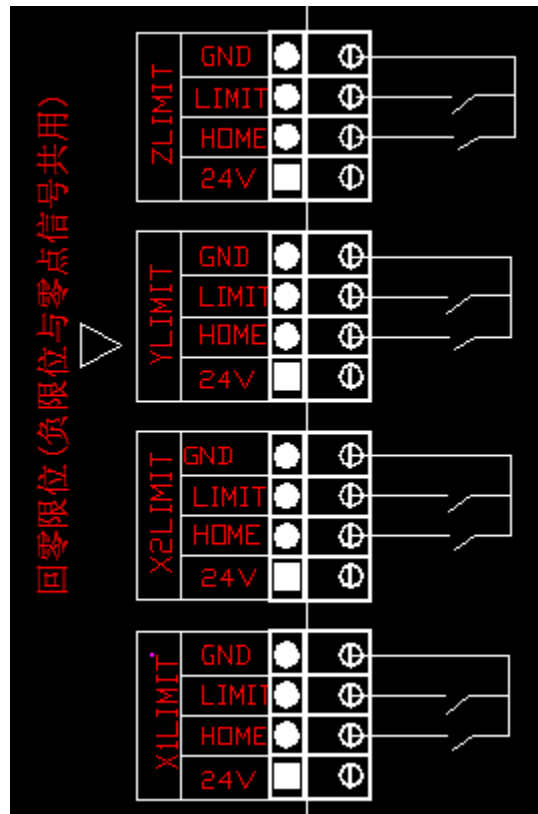 回零限位(负限位与零点信号共用)
ZLIMIT
GND
LIMIT
HOME
24V
YLIMIT
GND
LIMIT
HOME
24V
X2LIMIT
GND
LIMIT
HOME
24V
X1LIMIT
GND
LIMIT
HOME
24V